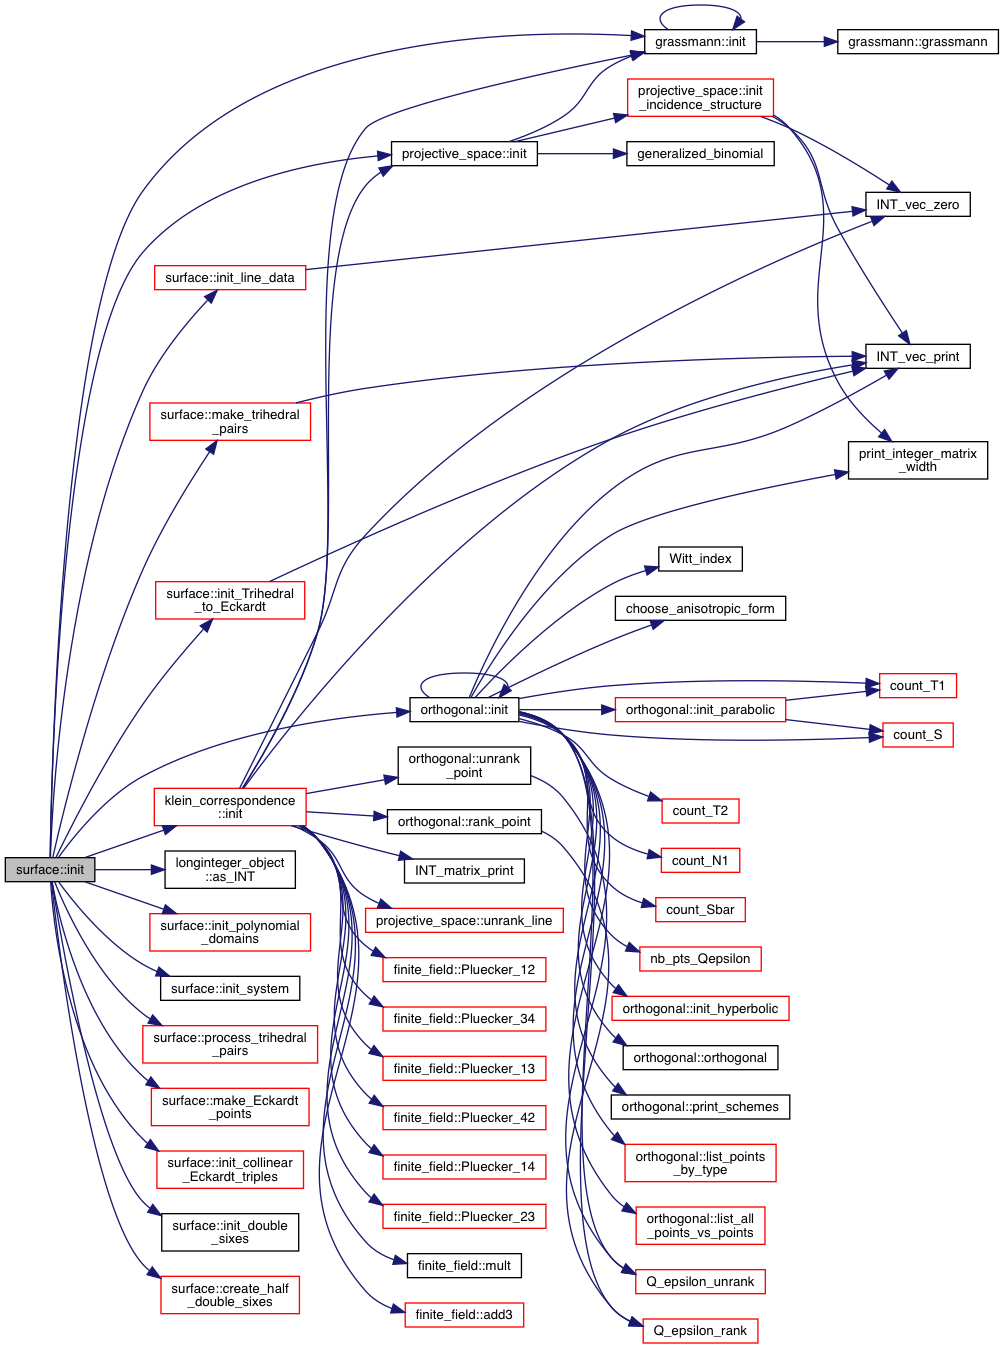 grassmann::init
grassmann::grassmann
projective_space::init
_incidence_structure
projective_space::init
generalized_binomial
INT_vec_zero
surface::init_line_data
INT_vec_print
surface::make_trihedral
_pairs
print_integer_matrix
_width
Witt_index
surface::init_Trihedral
_to_Eckardt
choose_anisotropic_form
count_T1
orthogonal::init
orthogonal::init_parabolic
count_S
orthogonal::unrank
_point
klein_correspondence
::init
orthogonal::rank_point
count_T2
surface::init
longinteger_object
::as_INT
INT_matrix_print
count_N1
surface::init_polynomial
_domains
projective_space::unrank_line
count_Sbar
finite_field::Pluecker_12
nb_pts_Qepsilon
surface::init_system
finite_field::Pluecker_34
orthogonal::init_hyperbolic
surface::process_trihedral
_pairs
finite_field::Pluecker_13
orthogonal::orthogonal
surface::make_Eckardt
_points
finite_field::Pluecker_42
orthogonal::print_schemes
surface::init_collinear
_Eckardt_triples
finite_field::Pluecker_14
orthogonal::list_points
_by_type
surface::init_double
_sixes
finite_field::Pluecker_23
orthogonal::list_all
_points_vs_points
finite_field::mult
Q_epsilon_unrank
surface::create_half
_double_sixes
finite_field::add3
Q_epsilon_rank